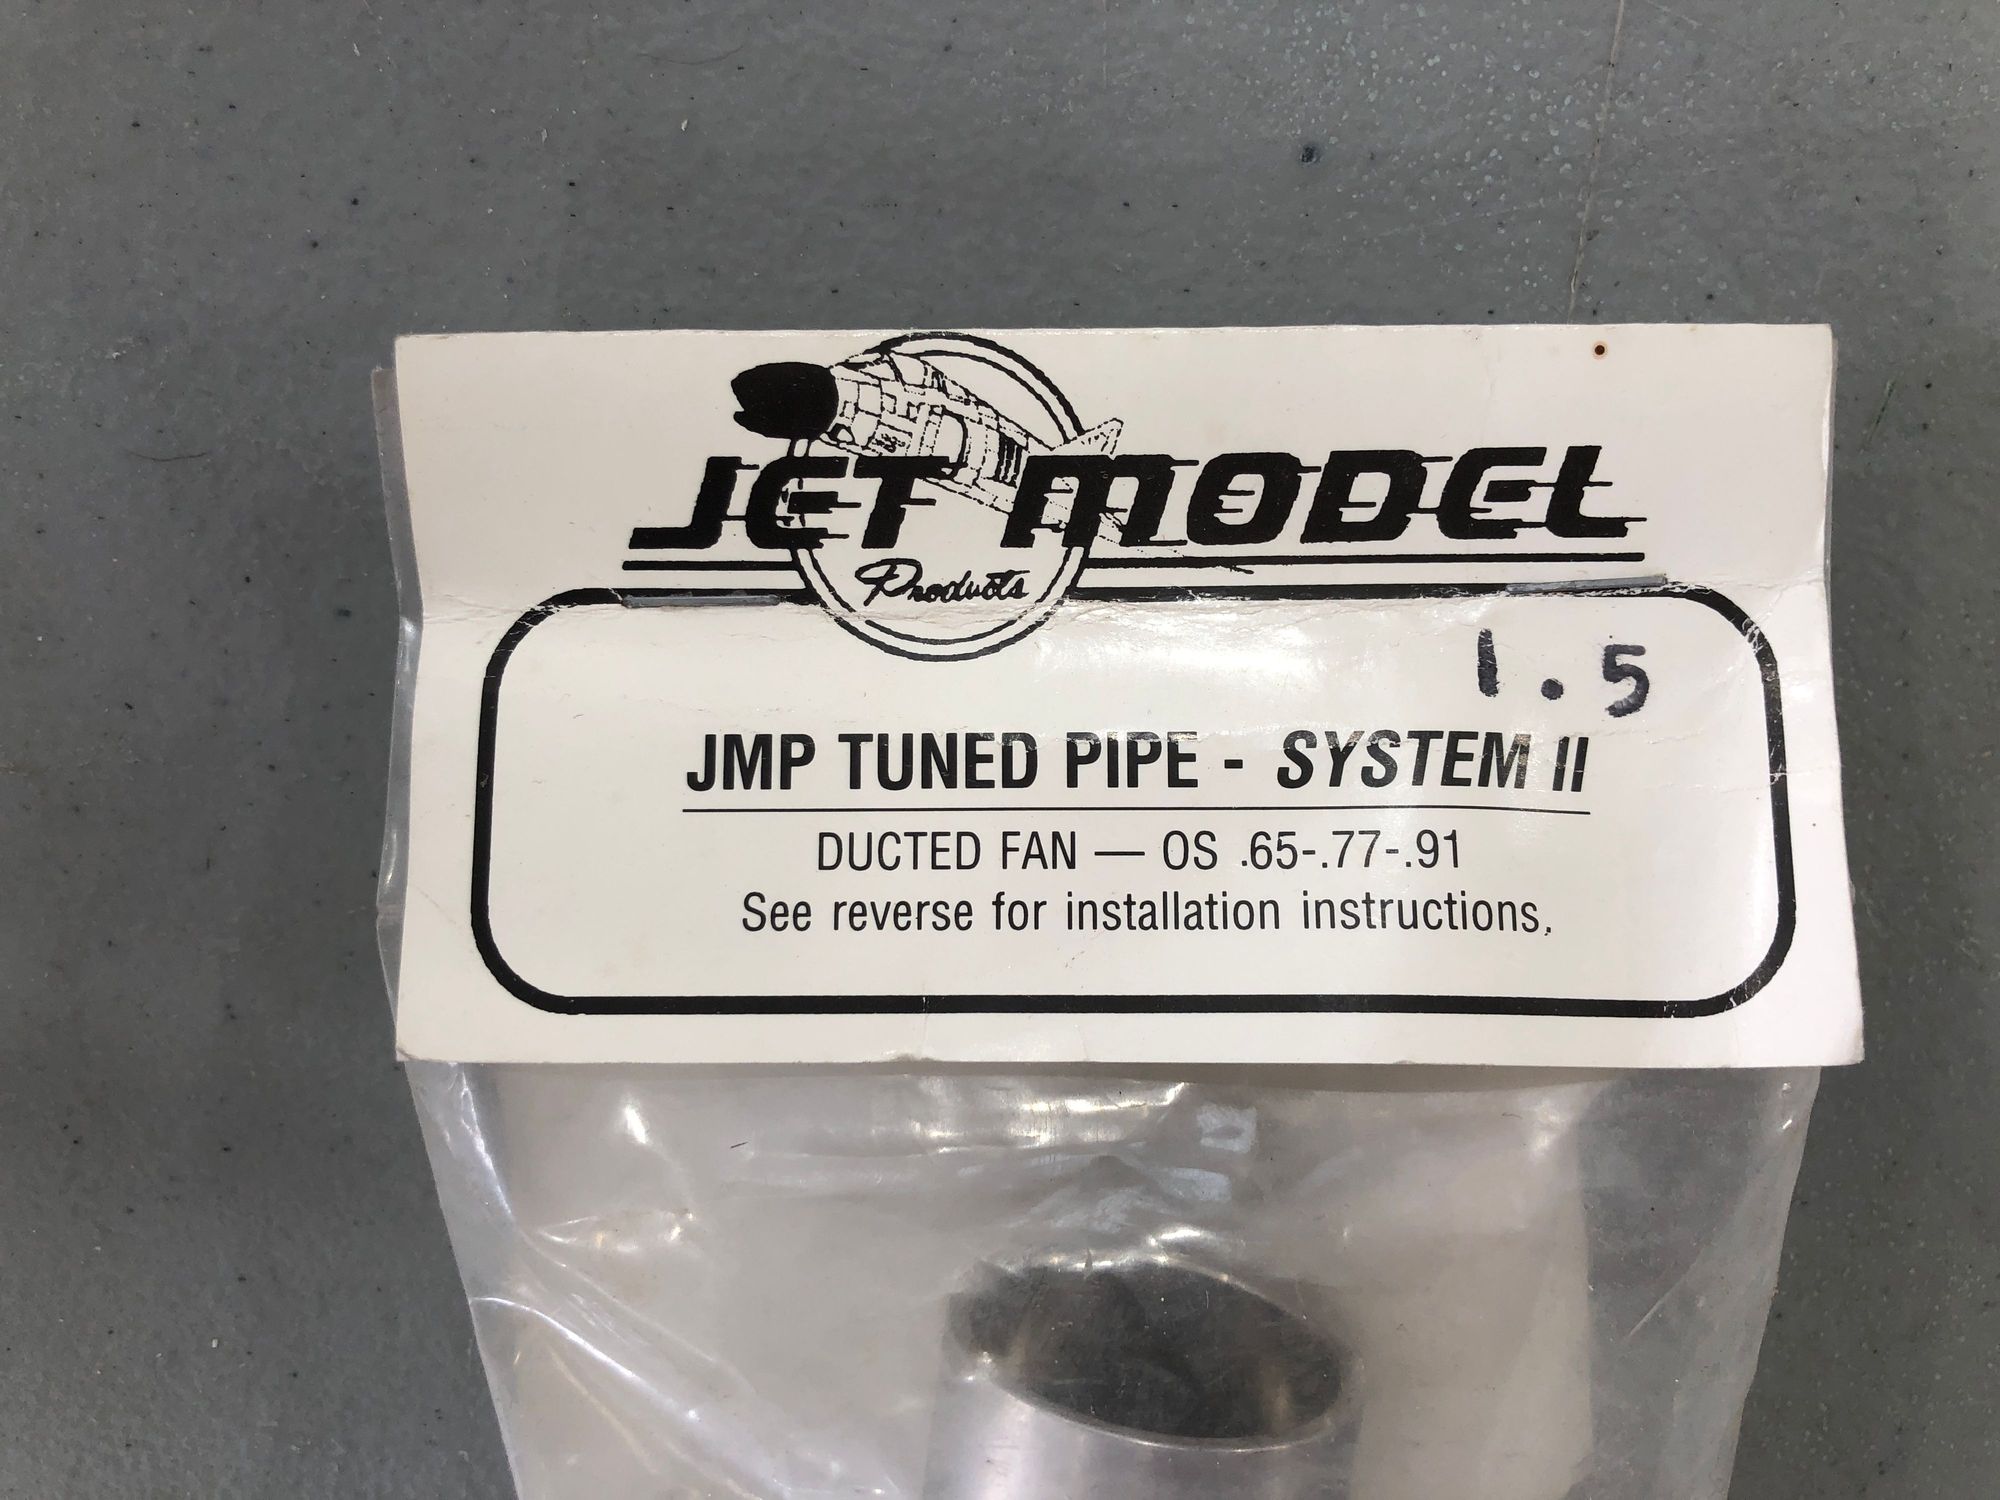 JET MODEL
Products
1.5
JMP TUNED PIPE - SYSTEM II
DUCTED FAN — OS .65-.77-.91
See reverse for installation instructions.